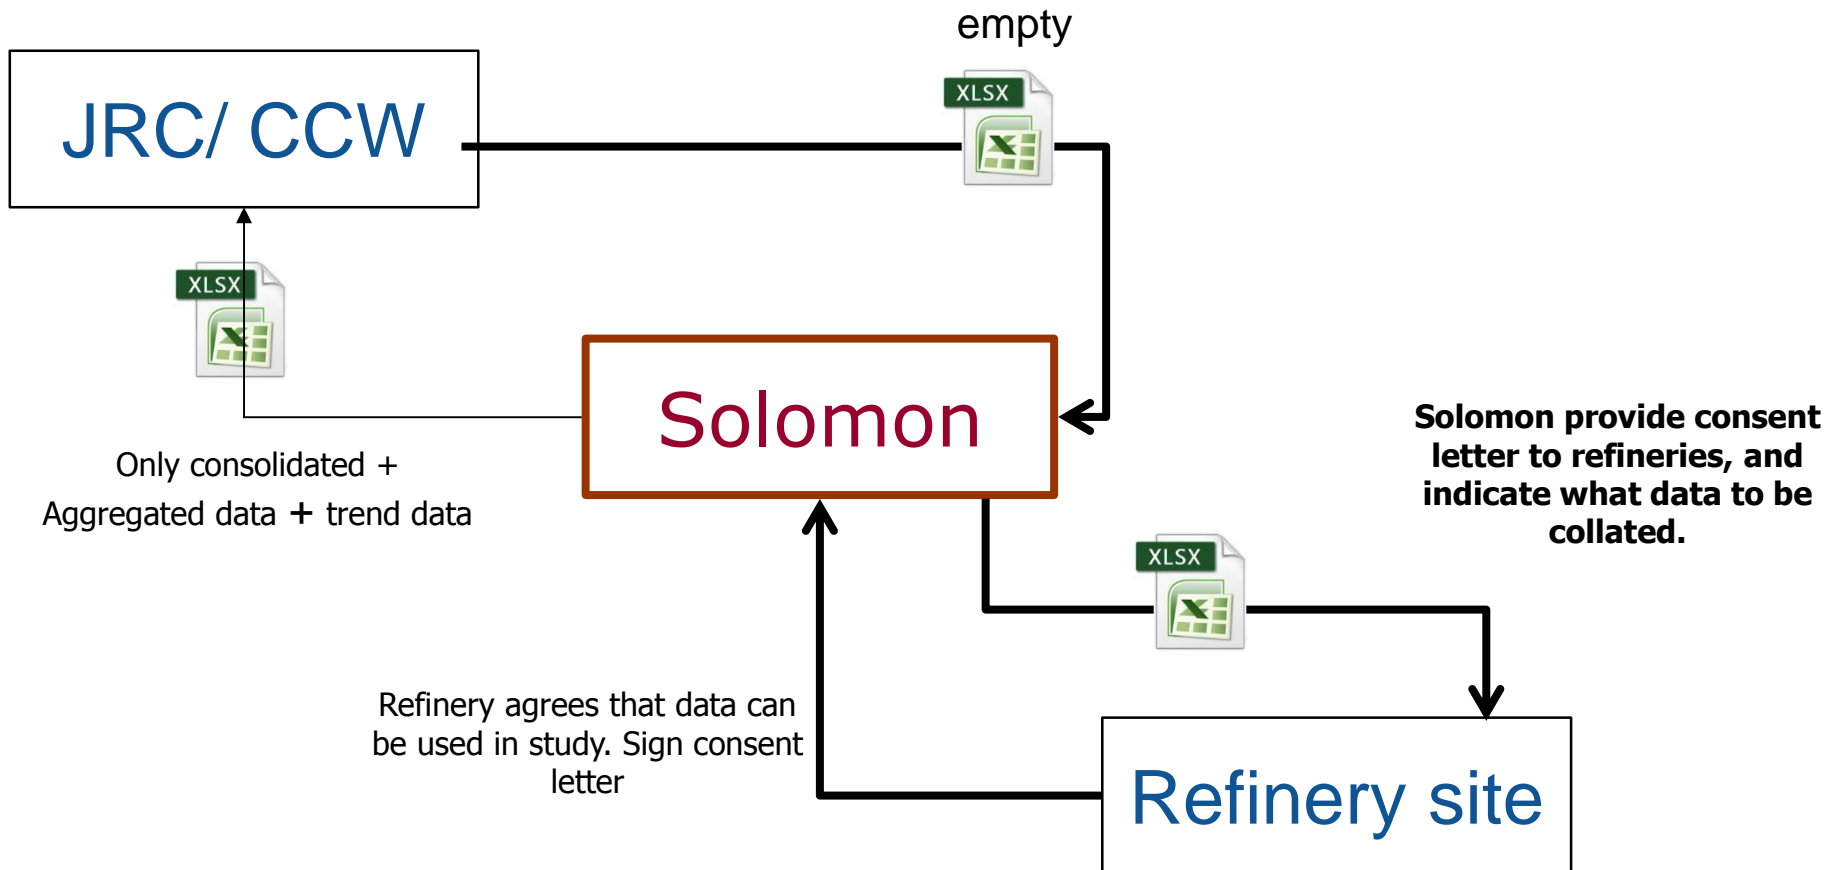 empty
XLSX
JRC/ CCW
XLSX
Solomon
Solomon provide consent
letter to refineries, and
indicate what data to be
collated.
Only consolidated +
Aggregated data + trend data
XLSX
Refinery agrees that data can
be used in study. Sign consent
letter
Refinery site